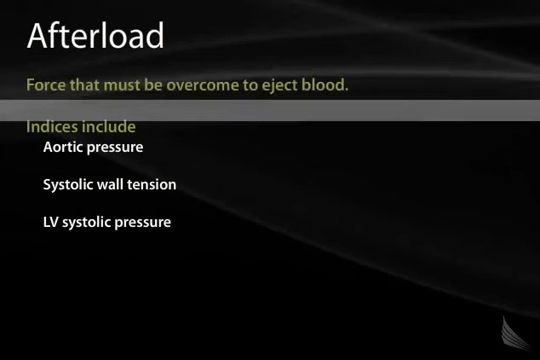 Afterload
Force that must be overcome to eject blood.
Indices include
Aortic pressure
Systolic wall tension
LV systolic pressure